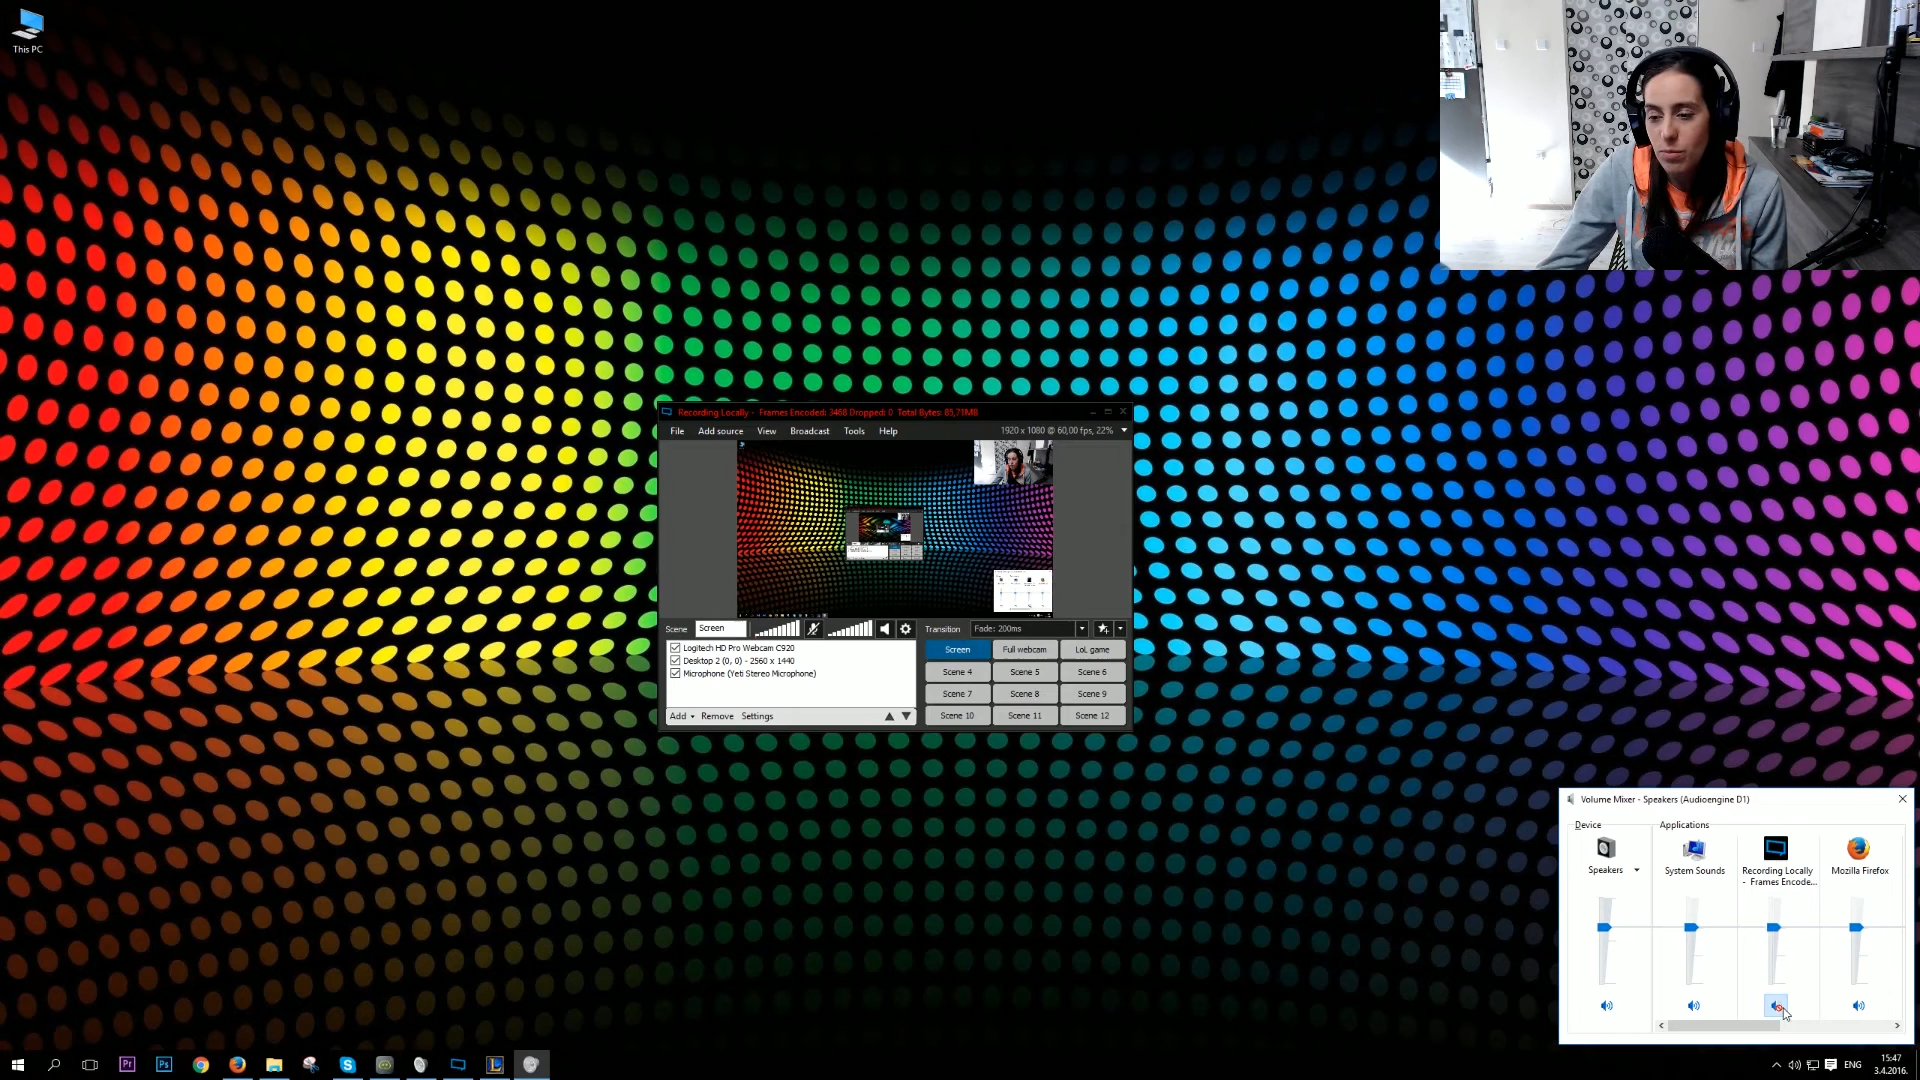 This PC
Recording Locally - Frames Encoded: 3468 Dropped: 0 Total Bytes: 85,71MB
File Add source View Broadcast Tools Help
1920 x 1080 @ 60,00 fps, 22%
Scene Screen
Transition Fade: 200ms
Logitech HD Pro Webcam C920
Desktop 2 (0, 0) - 2560 x 1440
Microphone (Yeti Stereo Microphone)
Add Remove Settings
Screen Full webcam LoL game
Scene 4 Scene 5 Scene 6
Scene 7 Scene 8 Scene 9
Scene 10 Scene 11 Scene 12
Volume Mixer - Speakers (Audioengine D1)
Device Applications
Speakers System Sounds Recording Locally Mozilla Firefox
- Frames Encode...
Pr Ps
ENG
15:47
3.4.2016.